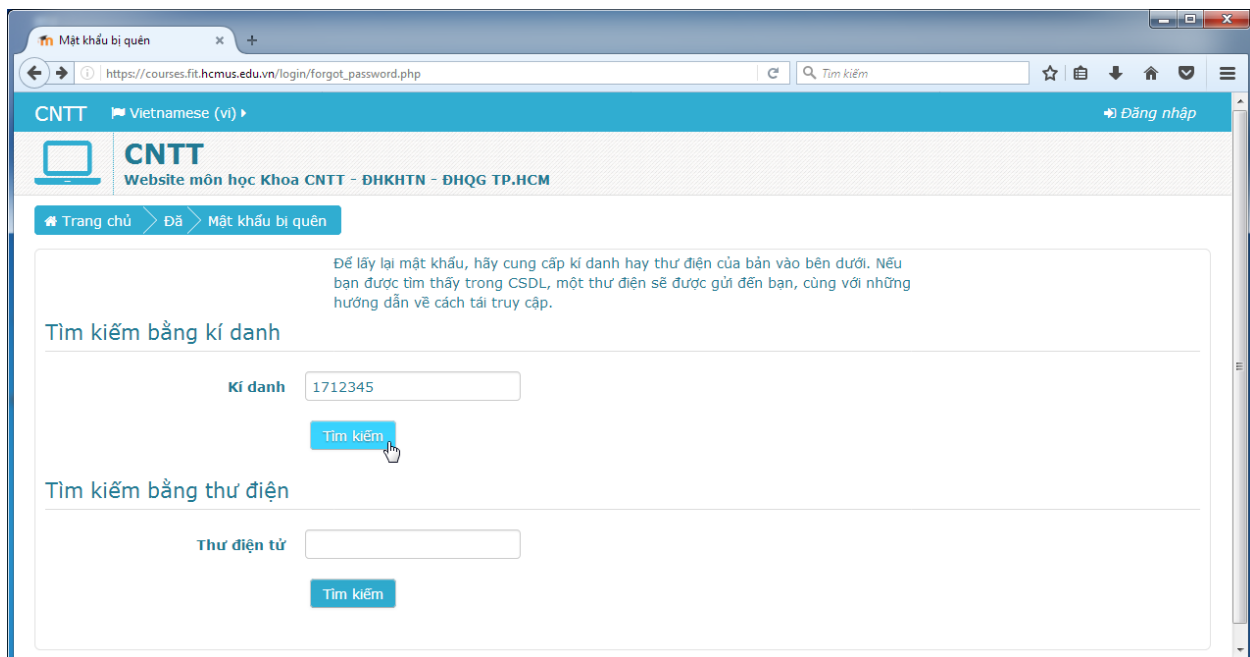 Mật khẩu bị quên
https://courses.fit.hcmus.edu.vn/login/forgot_password.php
Tìm kiếm
CNTT
Vietnamese (vi)
Đăng nhập
CNTT
Website môn học Khoa CNTT - ĐHKHTN - ĐHQG TP.HCM
Trang chủ
Đã
Mật khẩu bị quên
Để lấy lại mật khẩu, hãy cung cấp kí danh hay thư điện của bản vào bên dưới. Nếu
bạn được tìm thấy trong CSDL, một thư điện sẽ được gửi đến bạn, cùng với những
hướng dẫn về cách tái truy cập.
Tìm kiếm bằng kí danh
Kí danh
1712345
Tìm kiếm
Tìm kiếm bằng thư điện
Thư điện tử
Tìm kiếm